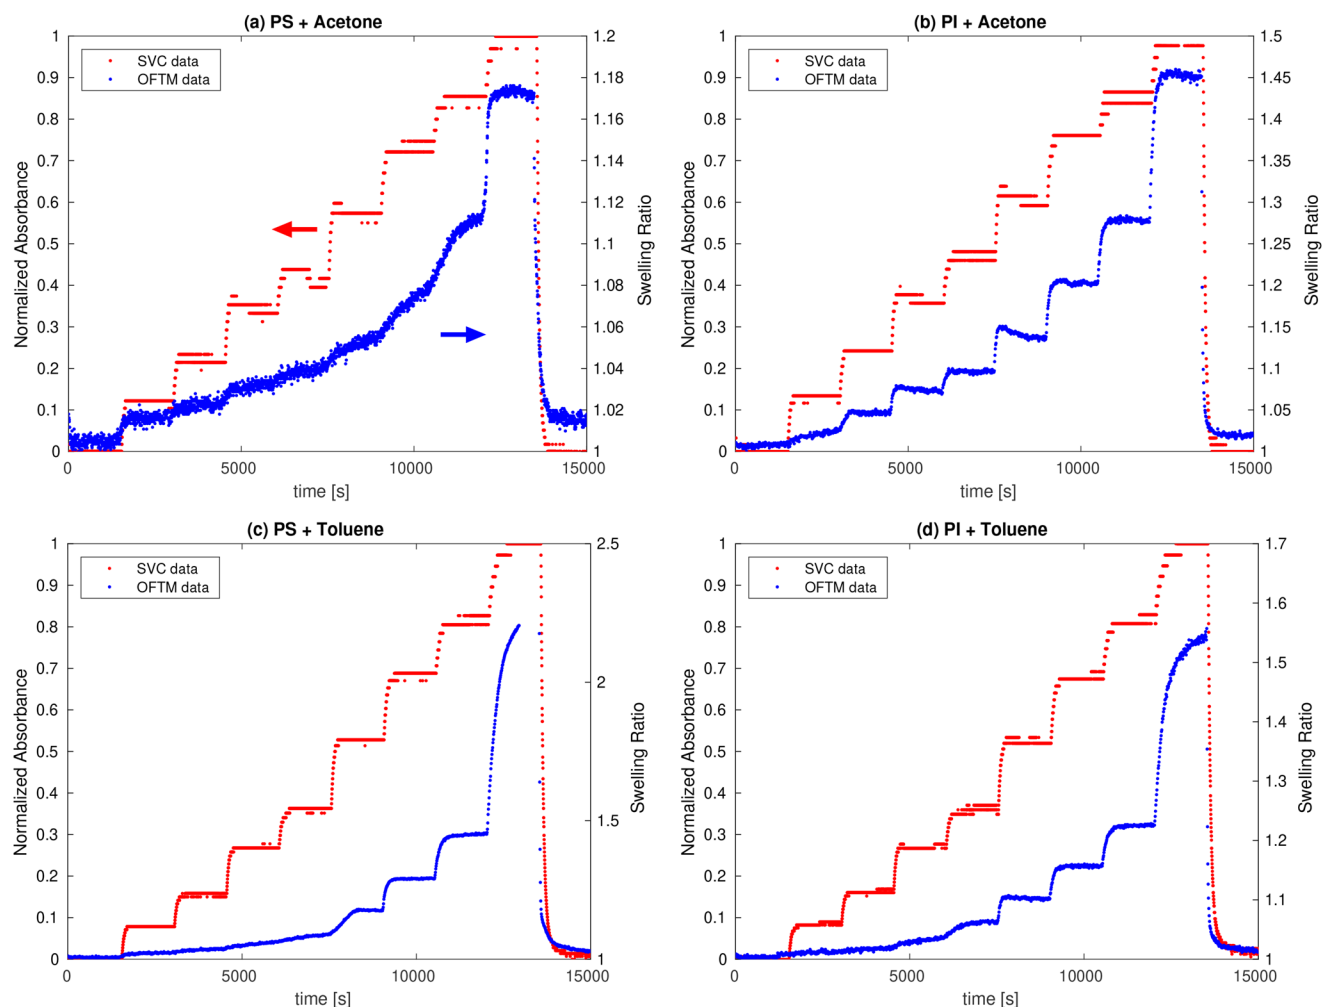 (a) PS + Acetone
SVC data
OFTM data
Normalized Absorbance
Swelling Ratio
1
0.9
0.8
0.7
0.6
0.5
0.4
0.3
0.2
0.1
0
1.2
1.18
1.16
1.14
1.12
1.1
1.08
1.06
1.04
1.02
1
0 5000 10000 15000
time [s]
(b) PI + Acetone
SVC data
OFTM data
Normalized Absorbance
Swelling Ratio
1
0.9
0.8
0.7
0.6
0.5
0.4
0.3
0.2
0.1
0
1.5
1.45
1.4
1.35
1.3
1.25
1.2
1.15
1.1
1.05
1
0 5000 10000 15000
time [s]
(c) PS + Toluene
SVC data
OFTM data
Normalized Absorbance
Swelling Ratio
1
0.9
0.8
0.7
0.6
0.5
0.4
0.3
0.2
0.1
0
2.5
2
1.5
1
0 5000 10000 15000
time [s]
(d) PI + Toluene
SVC data
OFTM data
Normalized Absorbance
Swelling Ratio
1
0.9
0.8
0.7
0.6
0.5
0.4
0.3
0.2
0.1
0
1.7
1.6
1.5
1.4
1.3
1.2
1.1
1
0 5000 10000 15000
time [s]